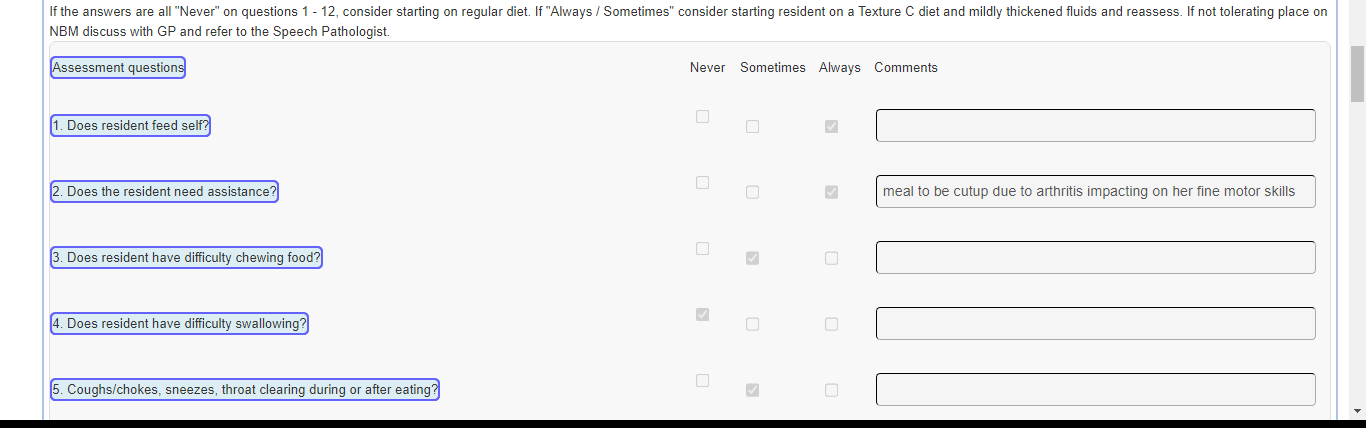 If the answers are all "Never" on questions 1 - 12, consider starting on regular diet. If "Always / Sometimes" consider starting resident on a Texture C diet and mildly thickened fluids and reassess. If not tolerating place on
NBM discuss with GP and refer to the Speech Pathologist.
Assessment questions Never Sometimes Always Comments
1. Does resident feed self?
2. Does the resident need assistance? meal to be cutup due to arthritis impacting on her fine motor skills
3. Does resident have difficulty chewing food?
4. Does resident have difficulty swallowing?
5. Coughs/chokes, sneezes, throat clearing during or after eating?